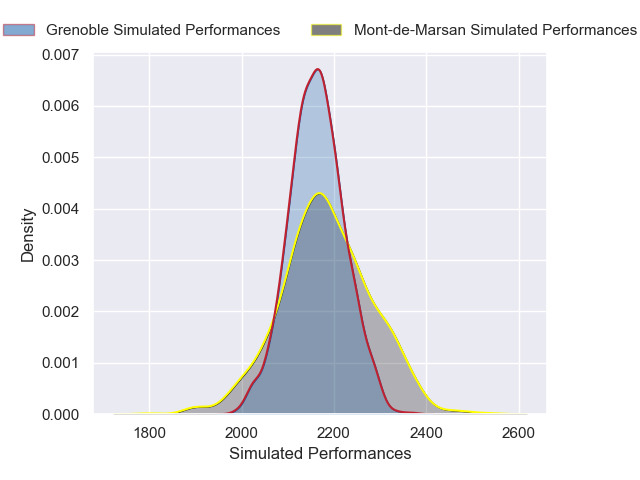 Grenoble Simulated Performances Mont-de-Marsan Simulated Performances
0.007
0.006
0.005
0.004
0.003
0.002
0.001
0.000
Density
1800 2000 2200 2400 2600
Simulated Performances